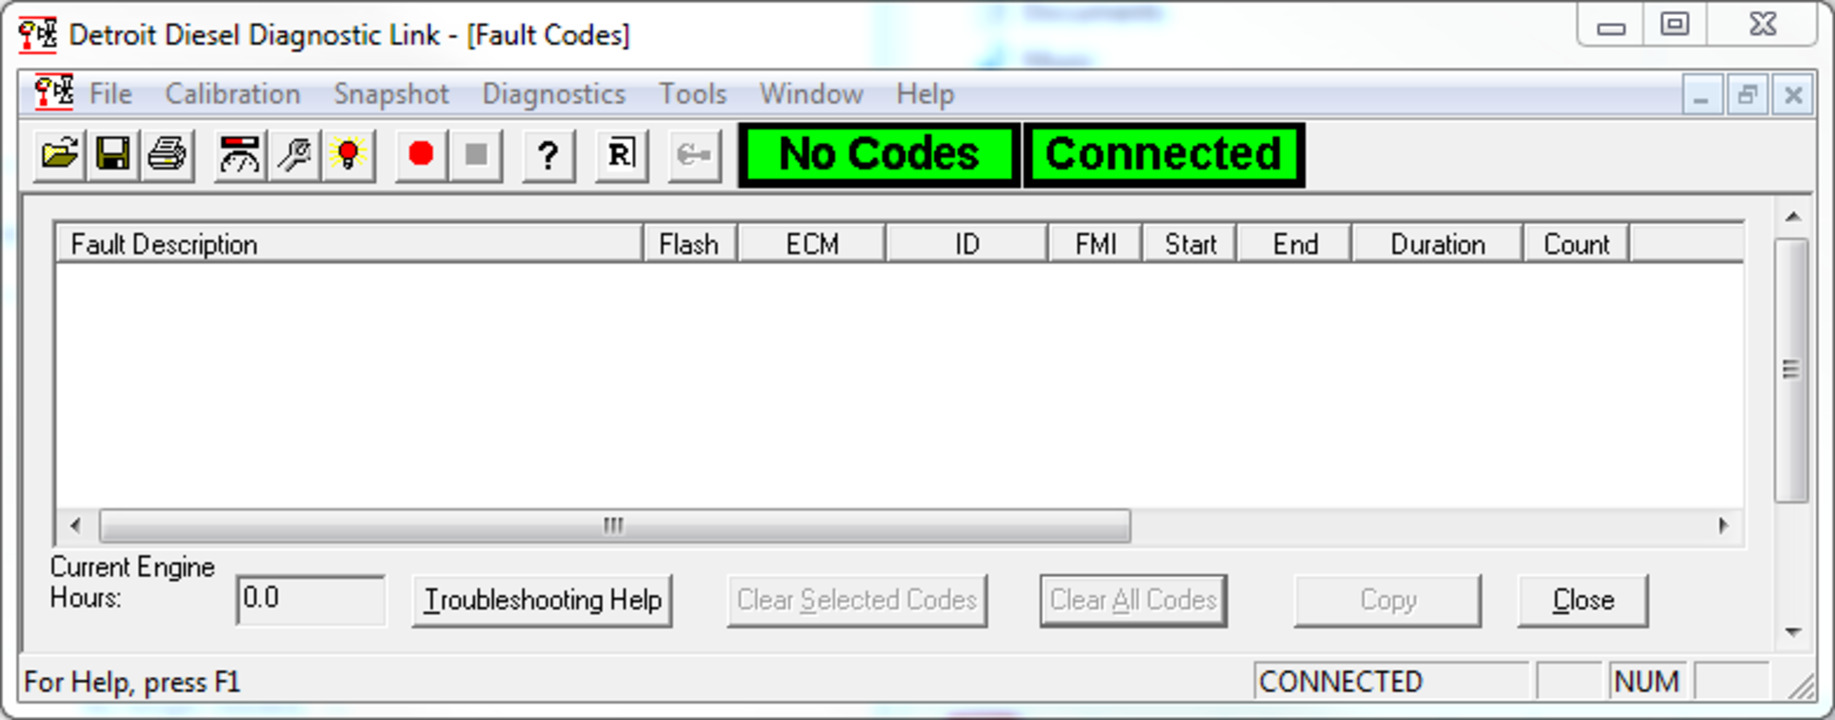 Detroit Diesel Diagnostic Link - [Fault Codes]
File Calibration Snapshot Diagnostics Tools Window Help
? R No Codes Connected
Fault Description Flash ECM ID FMI Start End Duration Count
Current Engine
Hours: 0.0 Troubleshooting Help Clear Selected Codes Clear All Codes Copy Close
For Help, press F1 CONNECTED NUM